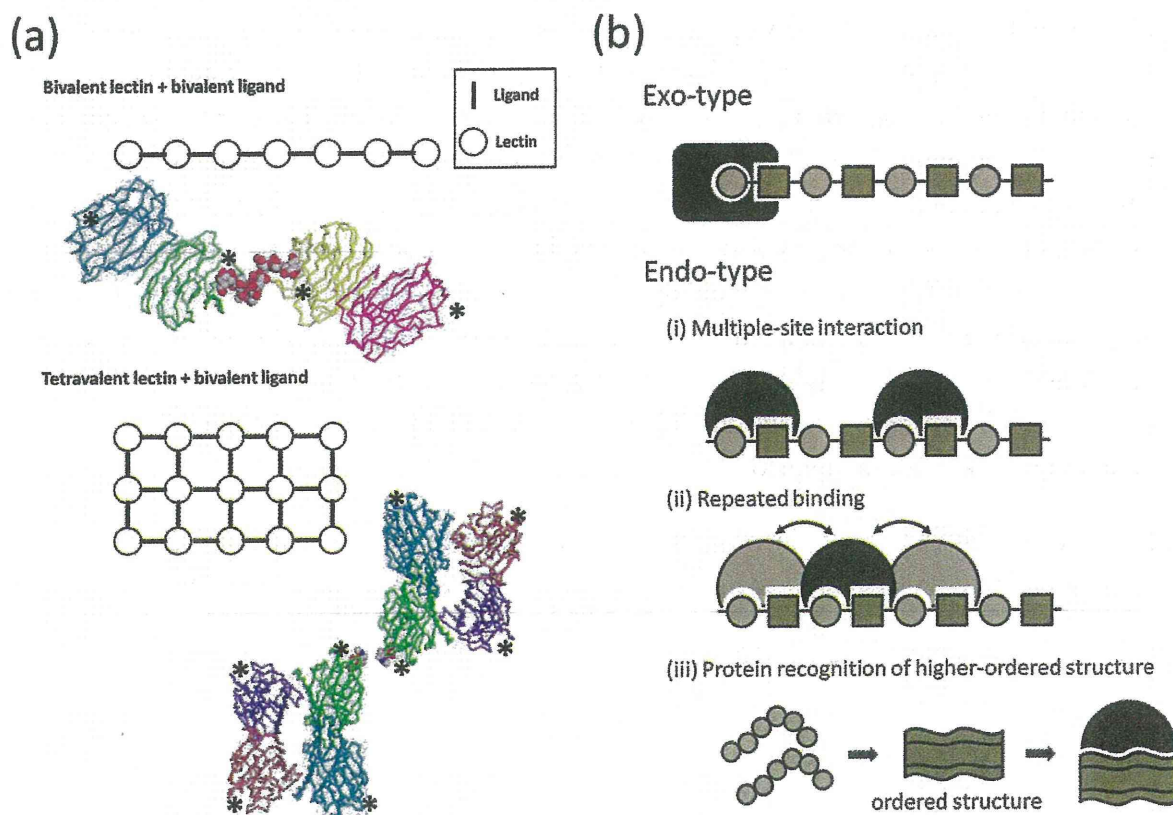 (a)
Bivalent lectin + bivalent ligand
Ligand
Lectin
*
*
*
*
Tetravalent lectin + bivalent ligand
*
*
*
*
*
*
*
*
(b)
Exo-type
Endo-type
(i) Multiple-site interaction
(ii) Repeated binding
(iii) Protein recognition of higher-ordered structure
ordered structure